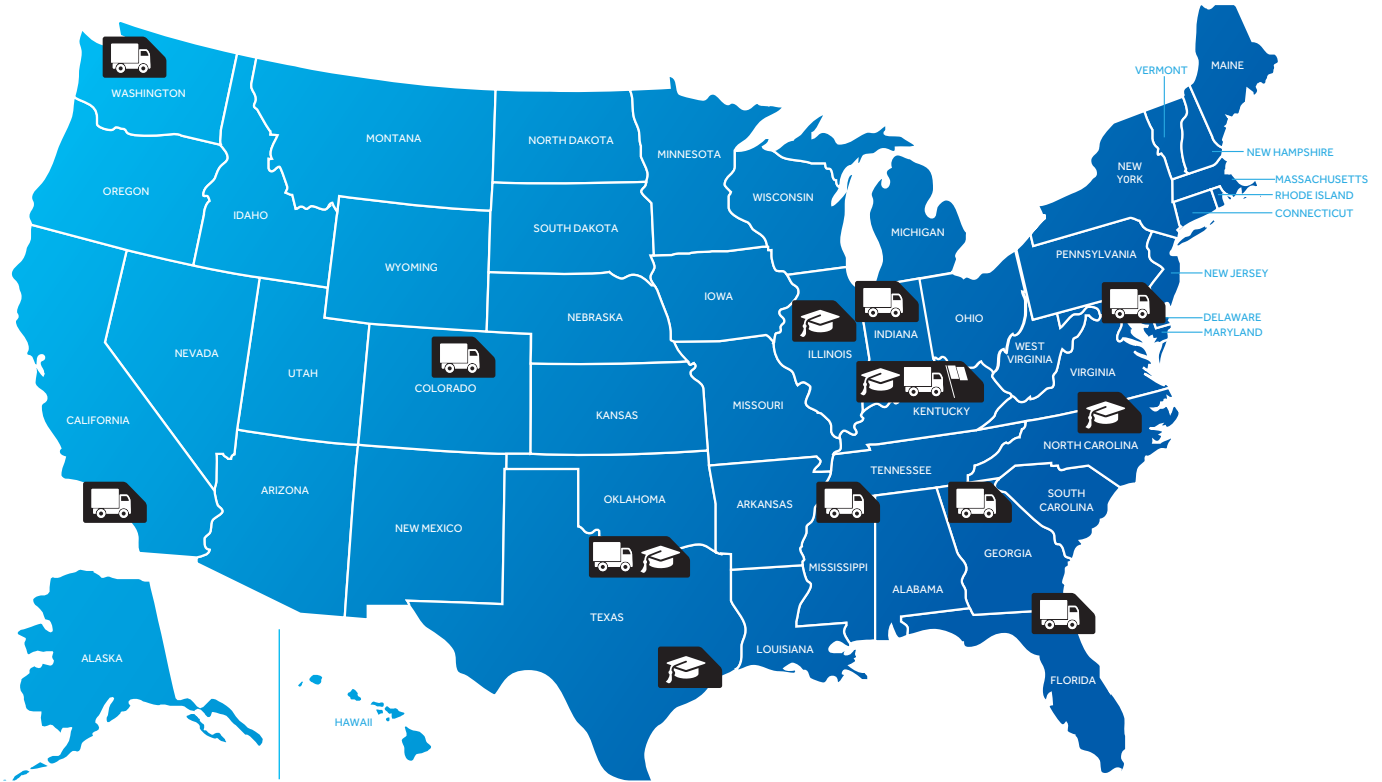 MAINE
VERMONT
WASHINGTON
MONTANA
NORTH DAKOTA
MINNESOTA
NEW HAMPSHIRE
NEW
YORK
MASSACHUSETTS
OREGON
RHODE ISLAND
WISCONSIN
IDAHO
CONNECTICUT
SOUTH DAKOTA
MICHIGAN
PENNSYLVANIA
WYOMING
NEW JERSEY
IOWA
NEBRASKA
OHIO
DELAWARE
INDIANA
MARYLAND
WEST
VIRGINIA
NEVADA
ILLINOIS
UTAH
VIRGINIA
COLORADO
MISSOURI
KENTUCKY
KANSAS
CALIFORNIA
NORTH CAROLINA
TENNESSEE
ARIZONA
SOUTH
CAROLINA
OKLAHOMA
ARKANSAS
NEW MEXICO
GEORGIA
MISSISSIPPI
ALABAMA
TEXAS
LOUISIANA
ALASKA
FLORIDA
HAWAII